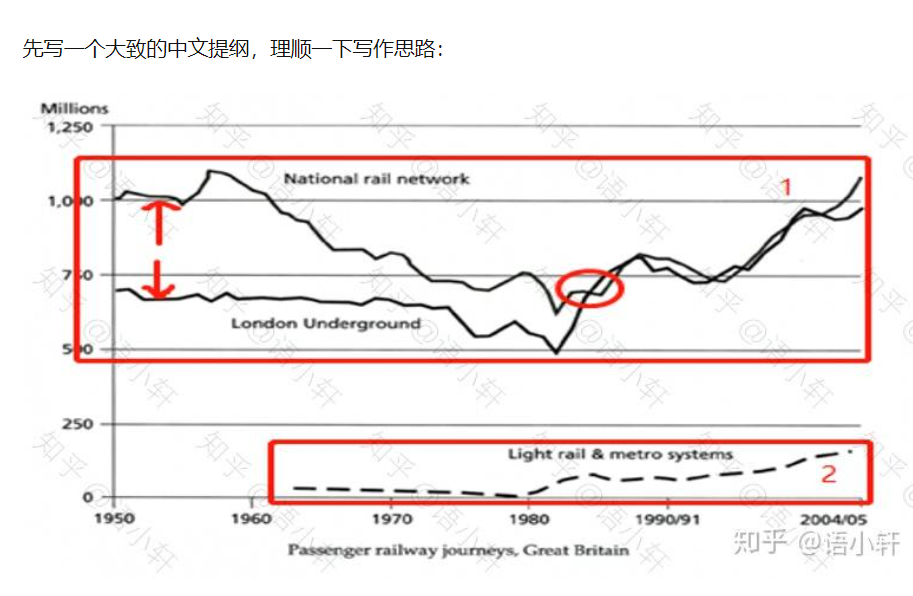 先写一个大致的中文提纲，理顺一下写作思路：
Millions
1,250
National rail network
1
1,000
750
London Underground
500
250
Light rail & metro systems
2
0
1950 1960 1970 1980 1990/91 2004/05
Passenger railway journeys, Great Britain
知乎 @语小轩